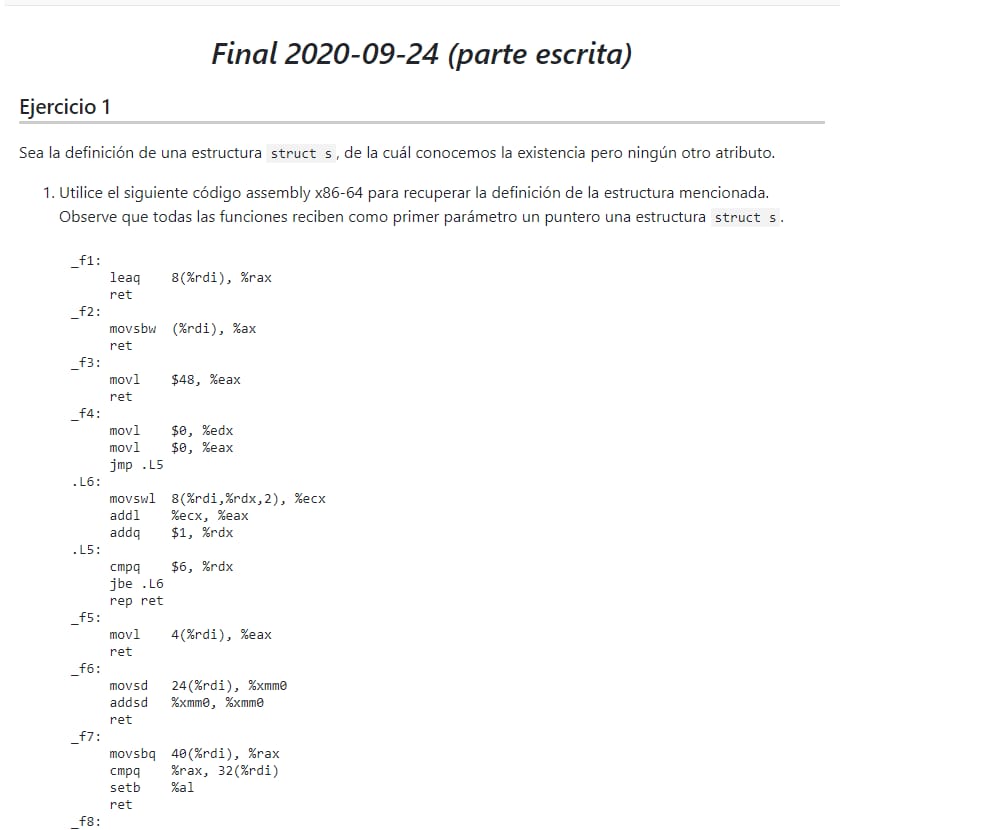 Final 2020-09-24 (parte escrita)
Ejercicio 1
Sea la definición de una estructura struct s, de la cuál conocemos la existencia pero ningún otro atributo.
1. Utilice el siguiente código assembly x86-64 para recuperar la definición de la estructura mencionada.
Observe que todas las funciones reciben como primer parámetro un puntero una estructura struct s.
_f1:
leaq 8(%rdi), %rax
ret
_f2:
movsbw (%rdi), %ax
ret
_f3:
movl $48, %eax
ret
_f4:
movl $0, %edx
movl $0, %eax
jmp .L5
.L6:
movswl 8(%rdi,%rdx,2), %ecx
addl %ecx, %eax
addq $1, %rdx
.L5:
cmpq $6, %rdx
jbe .L6
rep ret
_f5:
movl 4(%rdi), %eax
ret
_f6:
movsd 24(%rdi), %xmm0
addsd %xmm0, %xmm0
ret
_f7:
movsbq 40(%rdi), %rax
cmpq %rax, 32(%rdi)
setb %al
ret
_f8: